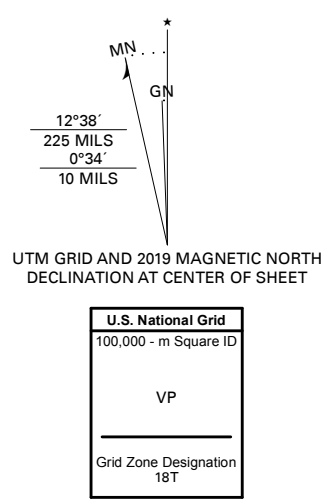 ★
MN
GN
12°38´
225 MILS
0°34´
10 MILS
UTM GRID AND 2019 MAGNETIC NORTH
DECLINATION AT CENTER OF SHEET
U.S. National Grid
100,000 - m Square ID
VP
Grid Zone Designation
18T